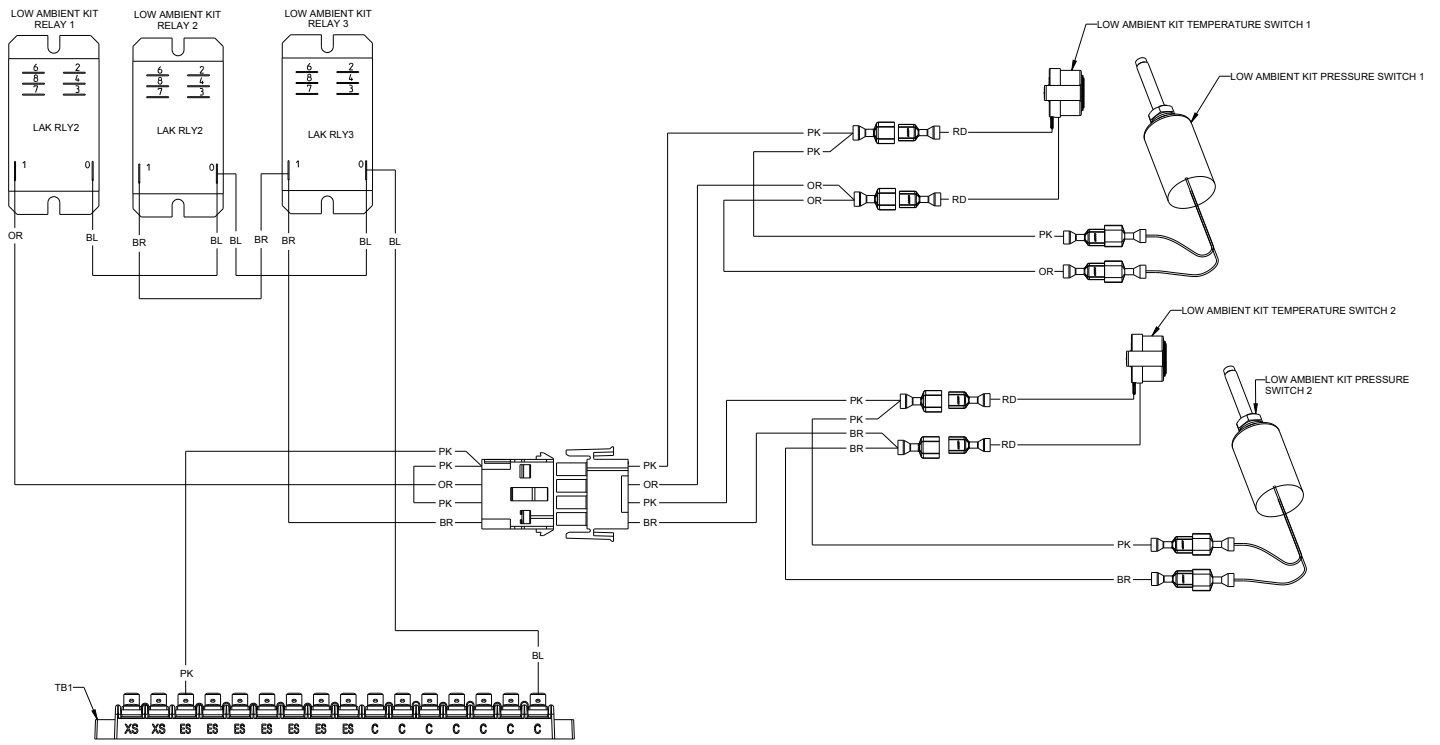 LOW AMBIENT KIT
RELAY 1
LOW AMBIENT KIT
RELAY 2
LOW AMBIENT KIT
RELAY 3
6 2
8 4
7 3
LAK RLY2
1 0
6 2
8 4
7 3
LAK RLY2
1 0
6 2
8 4
7 3
LAK RLY3
1 0
OR
BL
BR
BL
BL
BR
BR
BL
BL
LOW AMBIENT KIT TEMPERATURE SWITCH 1
LOW AMBIENT KIT PRESSURE SWITCH 1
PK
RD
PK
OR
OR
RD
PK
OR
LOW AMBIENT KIT TEMPERATURE SWITCH 2
LOW AMBIENT KIT PRESSURE
SWITCH 2
PK
RD
PK
BR
BR
RD
PK
BR
PK
PK
OR
PK
BR
PK
OR
PK
BR
PK
BL
TB1
XS XS ES ES ES ES ES ES ES C C C C C C C